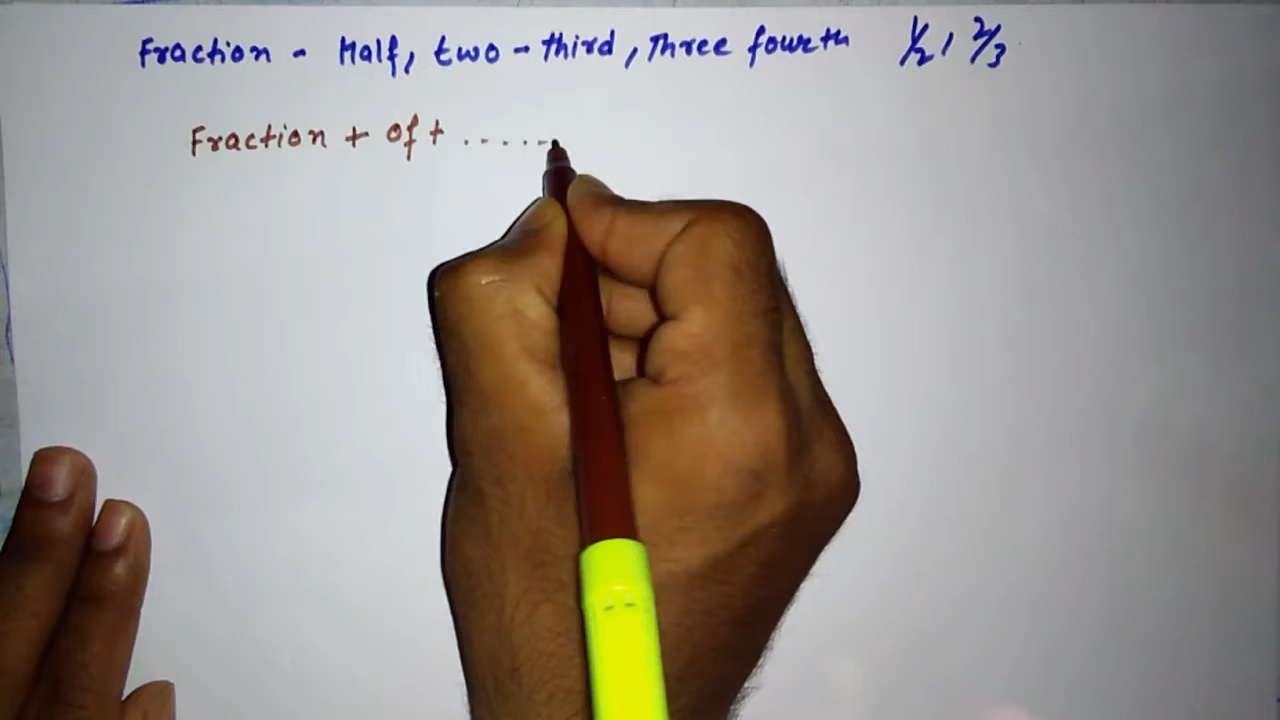 Fraction - Half, two-third, Three fourth 1/2, 2/3
Fraction + Of + ......